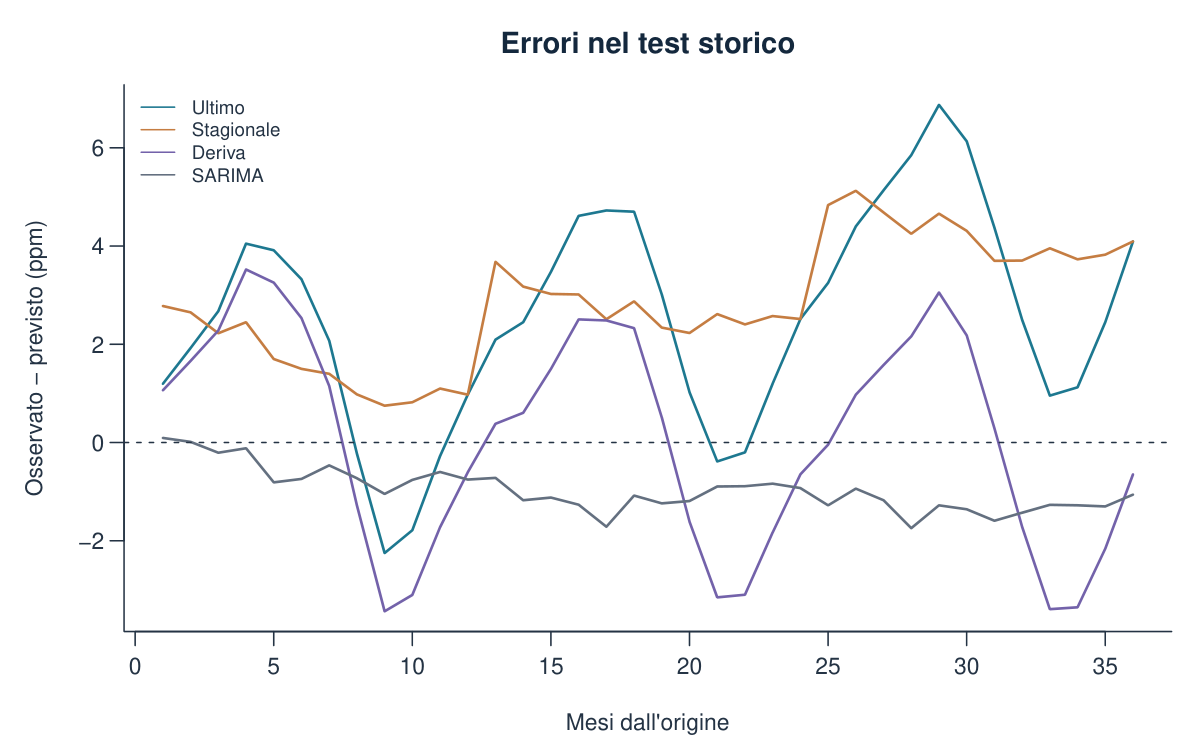 Errori nel test storico
Ultimo
Stagionale
Deriva
SARIMA
Osservato − previsto (ppm)
6
4
2
0
−2
0 5 10 15 20 25 30 35
Mesi dall'origine